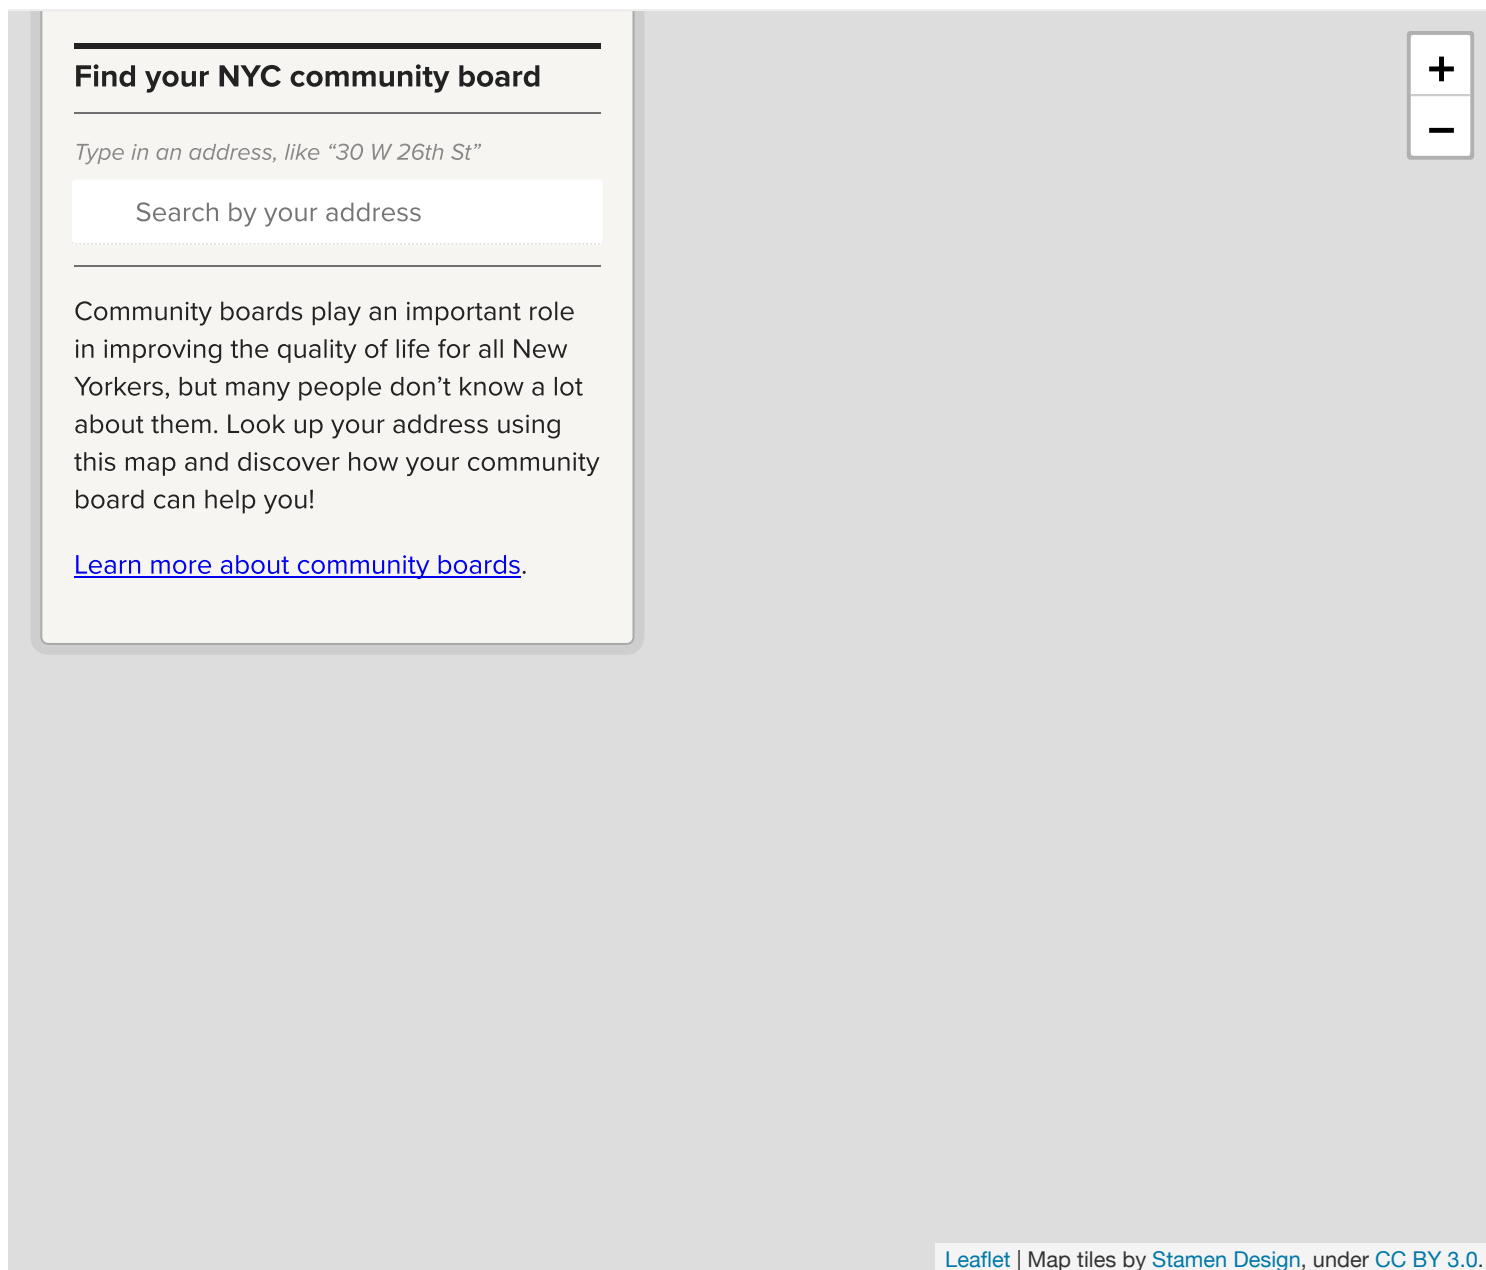 Find your NYC community board
Type in an address, like “30 W 26th St”
Search by your address
Community boards play an important role
in improving the quality of life for all New
Yorkers, but many people don’t know a lot
about them. Look up your address using
this map and discover how your community
board can help you!
Learn more about community boards.
+
−
Leaflet | Map tiles by Stamen Design, under CC BY 3.0.